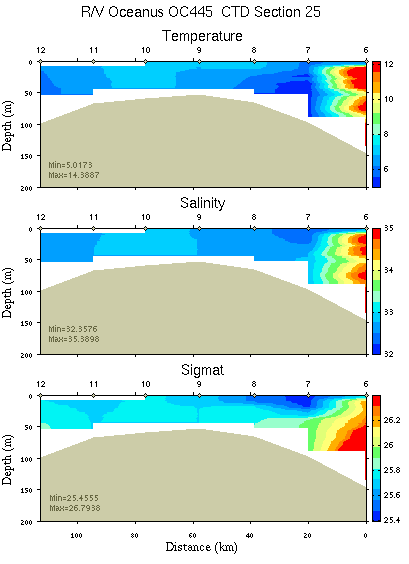 R/V Oceanus OC445 CTD Section 25
Temperature
12 11 10 9 8 7 6
0
50
100
150
200
Depth (m)
Min=5.0173
Max=14.3887
12
10
8
6
Salinity
12 11 10 9 8 7 6
0
50
100
150
200
Depth (m)
Min=32.3576
Max=35.3898
35
34
33
32
Sigmat
12 11 10 9 8 7 6
0
50
100
150
200
Depth (m)
Min=25.4555
Max=26.7938
26.2
25.8
25.4
100 80 60 40 20 0
Distance (km)